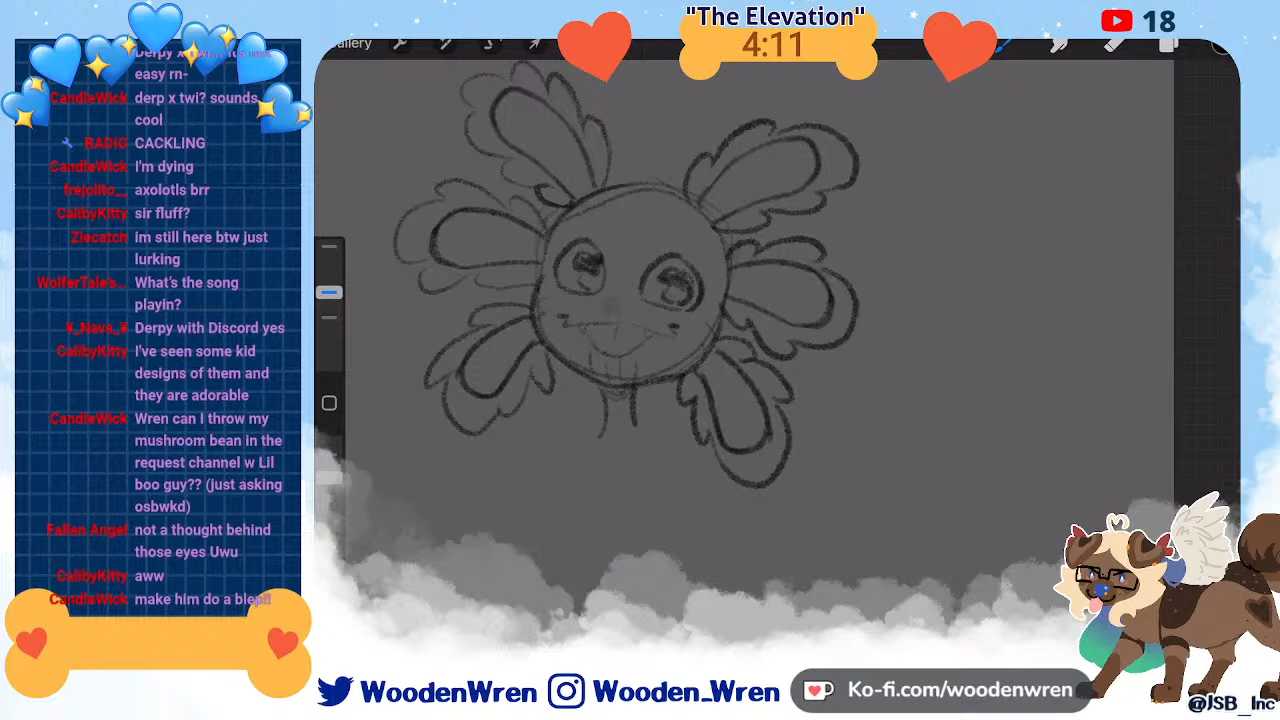 "The Elevation"
4:11
18
allery
easy rn-
CandleWick derp x twi? sounds
cool
RADIO CACKLING
CandleWick I'm dying
frejolito__ axolotls brr
CalibyKitty sir fluff?
Ziecatch im still here btw just
lurking
WolferTale's... What's the song
playin?
¥_Nava_¥ Derpy with Discord yes
CalibyKitty I've seen some kid
designs of them and
they are adorable
CandleWick Wren can I throw my
mushroom bean in the
request channel w Lil
boo guy?? (just asking
osbwkd)
Fallen Angel not a thought behind
those eyes Uwu
CalibyKitty aww
CandleWick make him do a blep!!
WoodenWren
Wooden_Wren
Ko-fi.com/woodenwren
@JSB_Inc